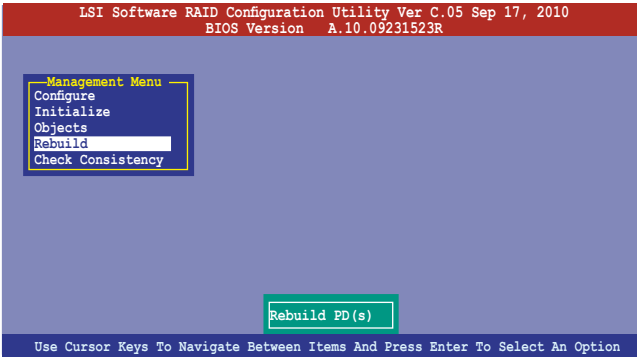 LSI Software RAID Configuration Utility Ver C.05 Sep 17, 2010
BIOS Version A.10.09231523R
Management Menu
Configure
Initialize
Objects
Rebuild
Check Consistency
Rebuild PD(s)
Use Cursor Keys To Navigate Between Items And Press Enter To Select An Option